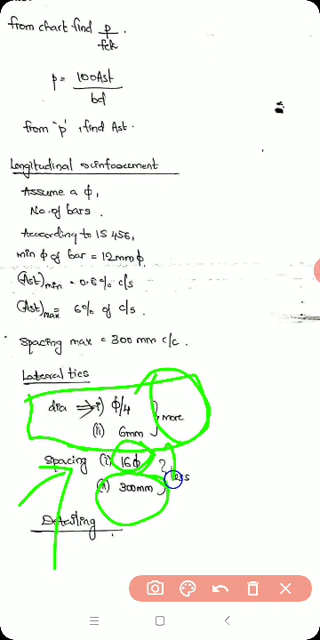 from chart find p/fck
p = 100Ast/bd
from 'p', find Ast.
Longitudinal reinforcement
Assume a ϕ,
No. of bars.
According to IS 456,
min ϕ of bar = 12mmϕ
(Ast)min = 0.8% c/s
(Ast)max = 6% of c/s.
Spacing max = 300 mm c/c.
Lateral ties
dia ⇒ i) ϕ/4 } more
(ii) 6mm
Spacing (i) 16ϕ } less
(ii) 300mm
Detailing